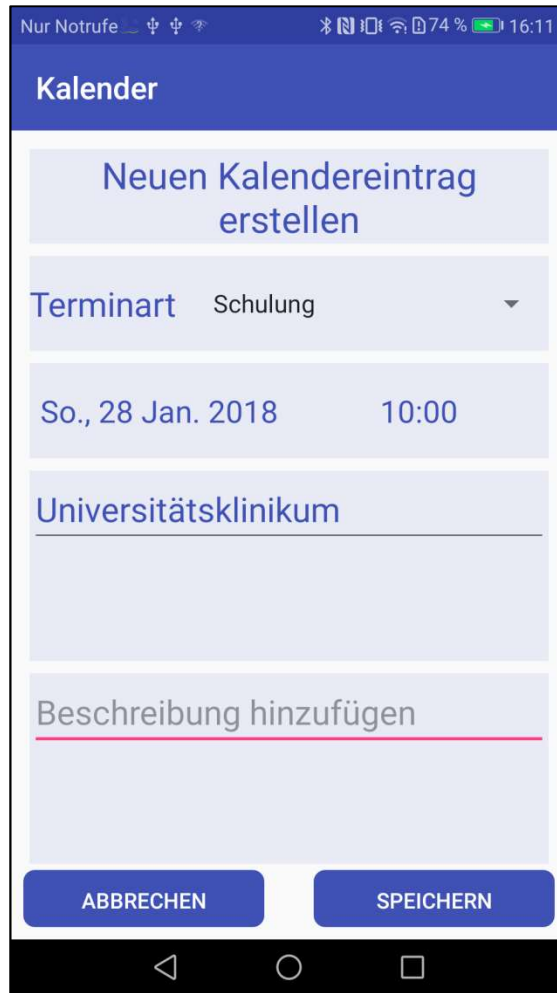 Nur Notrufe 74 % 16:11
Kalender
Neuen Kalendereintrag
erstellen
Terminart Schulung
So., 28 Jan. 2018 10:00
Universitätsklinikum
Beschreibung hinzufügen
ABBRECHEN SPEICHERN